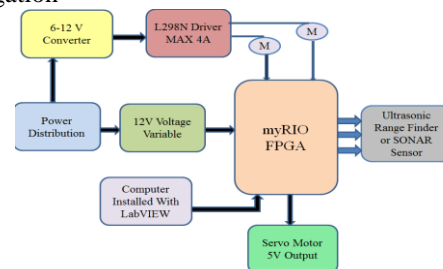 gation
6-12 V
Converter
L298N Driver
MAX 4A
M
M
Power
Distribution
12V Voltage
Variable
myRIO
FPGA
Ultrasonic
Range Finder
or SONAR
Sensor
Computer
Installed With
LabVIEW
Servo Motor
5V Output